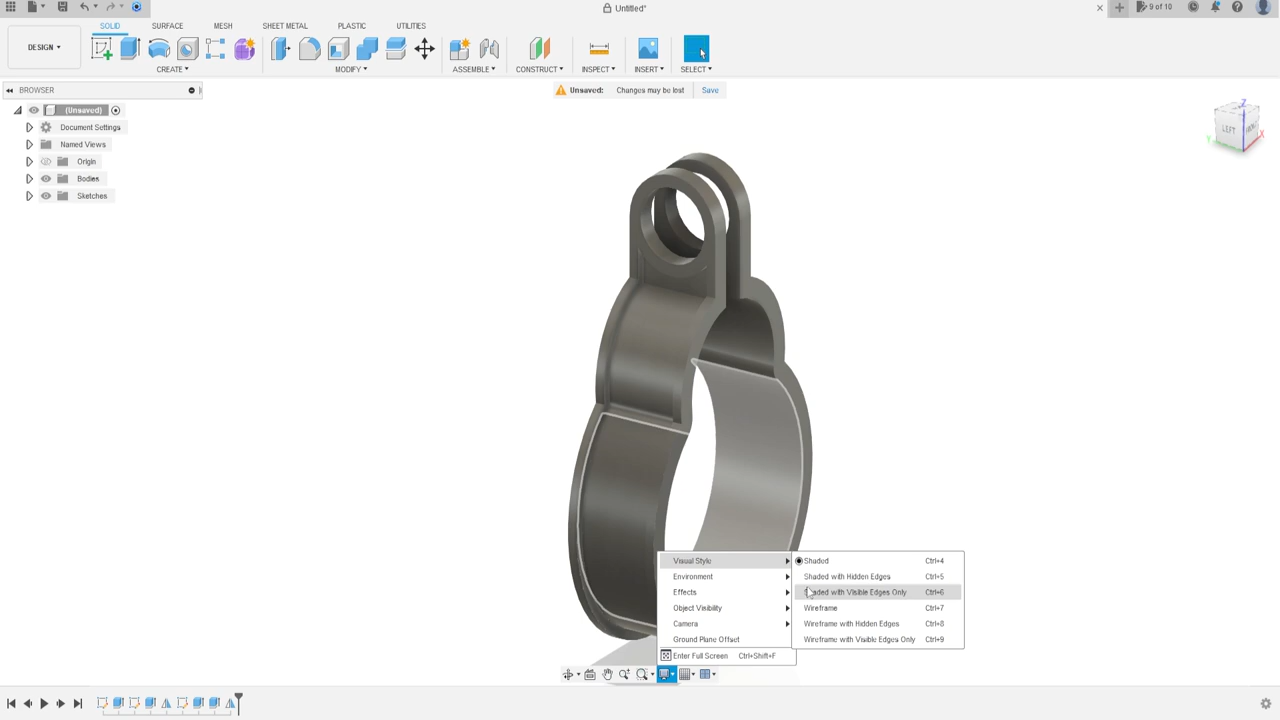 Untitled*
9 of 10
SOLID SURFACE MESH SHEET METAL PLASTIC UTILITIES
DESIGN
CREATE MODIFY ASSEMBLE CONSTRUCT INSPECT INSERT SELECT
BROWSER
Unsaved: Changes may be lost Save
(Unsaved)
Document Settings
Named Views
Origin
Bodies
Sketches
Z
LEFT
X
Y
Visual Style
Environment
Effects
Object Visibility
Camera
Ground Plane Offset
Enter Full Screen Ctrl+Shift+F
Shaded Ctrl+4
Shaded with Hidden Edges Ctrl+5
Shaded with Visible Edges Only Ctrl+6
Wireframe Ctrl+7
Wireframe with Hidden Edges Ctrl+8
Wireframe with Visible Edges Only Ctrl+9